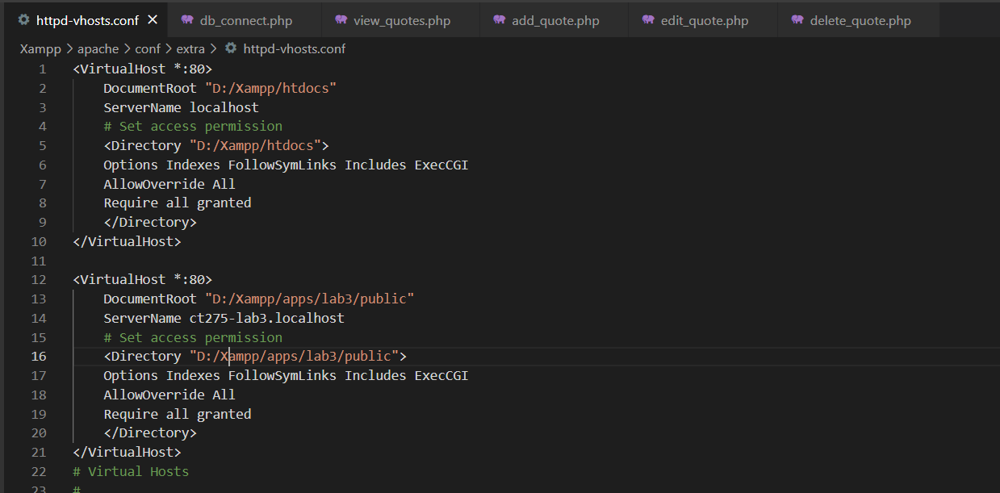 httpd-vhosts.conf × db_connect.php view_quotes.php add_quote.php edit_quote.php delete_quote.php
Xampp > apache > conf > extra > httpd-vhosts.conf
1 <VirtualHost *:80>
2 DocumentRoot "D:/Xampp/htdocs"
3 ServerName localhost
4 # Set access permission
5 <Directory "D:/Xampp/htdocs">
6 Options Indexes FollowSymLinks Includes ExecCGI
7 AllowOverride All
8 Require all granted
9 </Directory>
10 </VirtualHost>
11
12 <VirtualHost *:80>
13 DocumentRoot "D:/Xampp/apps/lab3/public"
14 ServerName ct275-lab3.localhost
15 # Set access permission
16 <Directory "D:/Xampp/apps/lab3/public">
17 Options Indexes FollowSymLinks Includes ExecCGI
18 AllowOverride All
19 Require all granted
20 </Directory>
21 </VirtualHost>
22 # Virtual Hosts
23 #